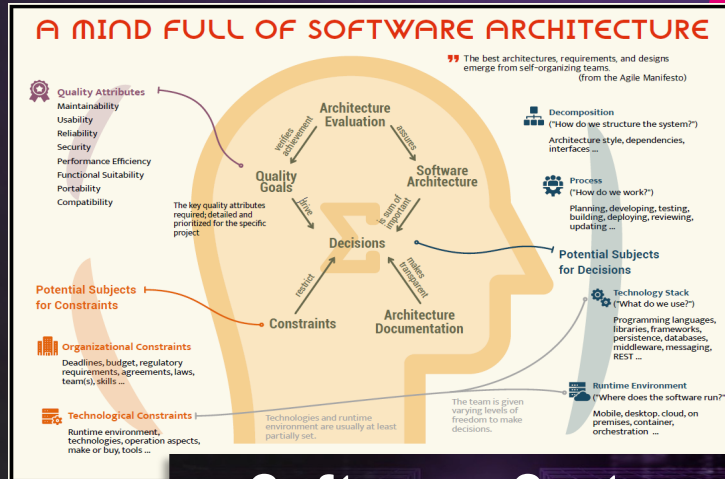 A MIND FULL OF SOFTWARE ARCHITECTURE
The best architectures, requirements, and designs
emerge from self-organizing teams.
(from the Agile Manifesto)
Quality Attributes
Maintainability
Usability
Reliability
Security
Performance Efficiency
Functional Suitability
Portability
Compatibility
Architecture
Evaluation
verifies
achievement
assures
Quality
Goals
Software
Architecture
The key quality attributes
required; detailed and
prioritized for the specific
project
drive
is sum of
important
Decisions
restrict
makes
transparent
Constraints
Architecture
Documentation
Decomposition
("How do we structure the system?")
Architecture style, dependencies,
interfaces ...
Process
("How do we work?")
Planning, developing, testing,
building, deploying, reviewing,
updating ...
Potential Subjects
for Decisions
Technology Stack
("What do we use?")
Programming languages,
libraries, frameworks,
persistence, databases,
middleware, messaging,
REST ...
Runtime Environment
("Where does the software run?"
Mobile, desktop. cloud, on
premises, container,
orchestration ...
Potential Subjects
for Constraints
Organizational Constraints
Deadlines, budget, regulatory
requirements, agreements, laws,
team(s), skills ...
Technological Constraints
Runtime environment,
technologies, operation aspects,
make or buy, tools ...
Technologies and runtime
environment are usually at least
partially set.
The team is given
varying levels of
freedom to make
decisions.